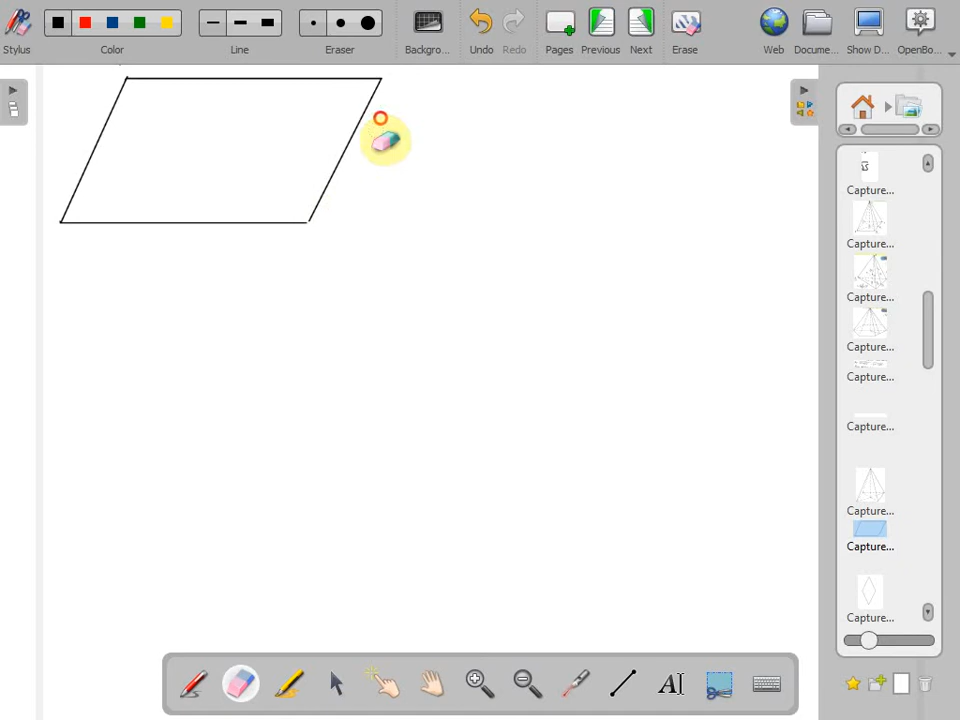 Stylus
Color
Line
Eraser
Backgro...
Undo
Redo
Pages
Previous
Next
Erase
Web
Docume...
Show D...
OpenBo...
Capture...
Capture...
Capture...
Capture...
Capture...
Capture...
Capture...
Capture...
Capture...